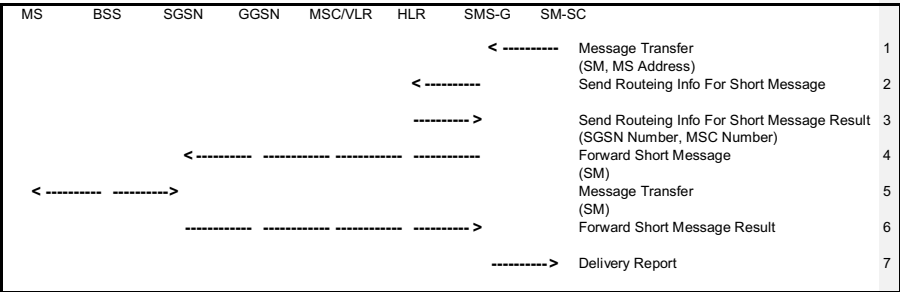 MS BSS SGSN GGSN MSC/VLR HLR SMS-G SM-SC
< ---------- Message Transfer 1
(SM, MS Address)
< ---------- Send Routeing Info For Short Message 2
---------- > Send Routeing Info For Short Message Result 3
(SGSN Number, MSC Number)
< ---------- ------------ ------------ ------------ Forward Short Message 4
(SM)
< ---------- ----------> Message Transfer 5
(SM)
------------ ------------ ------------ ---------- > Forward Short Message Result 6
----------> Delivery Report 7